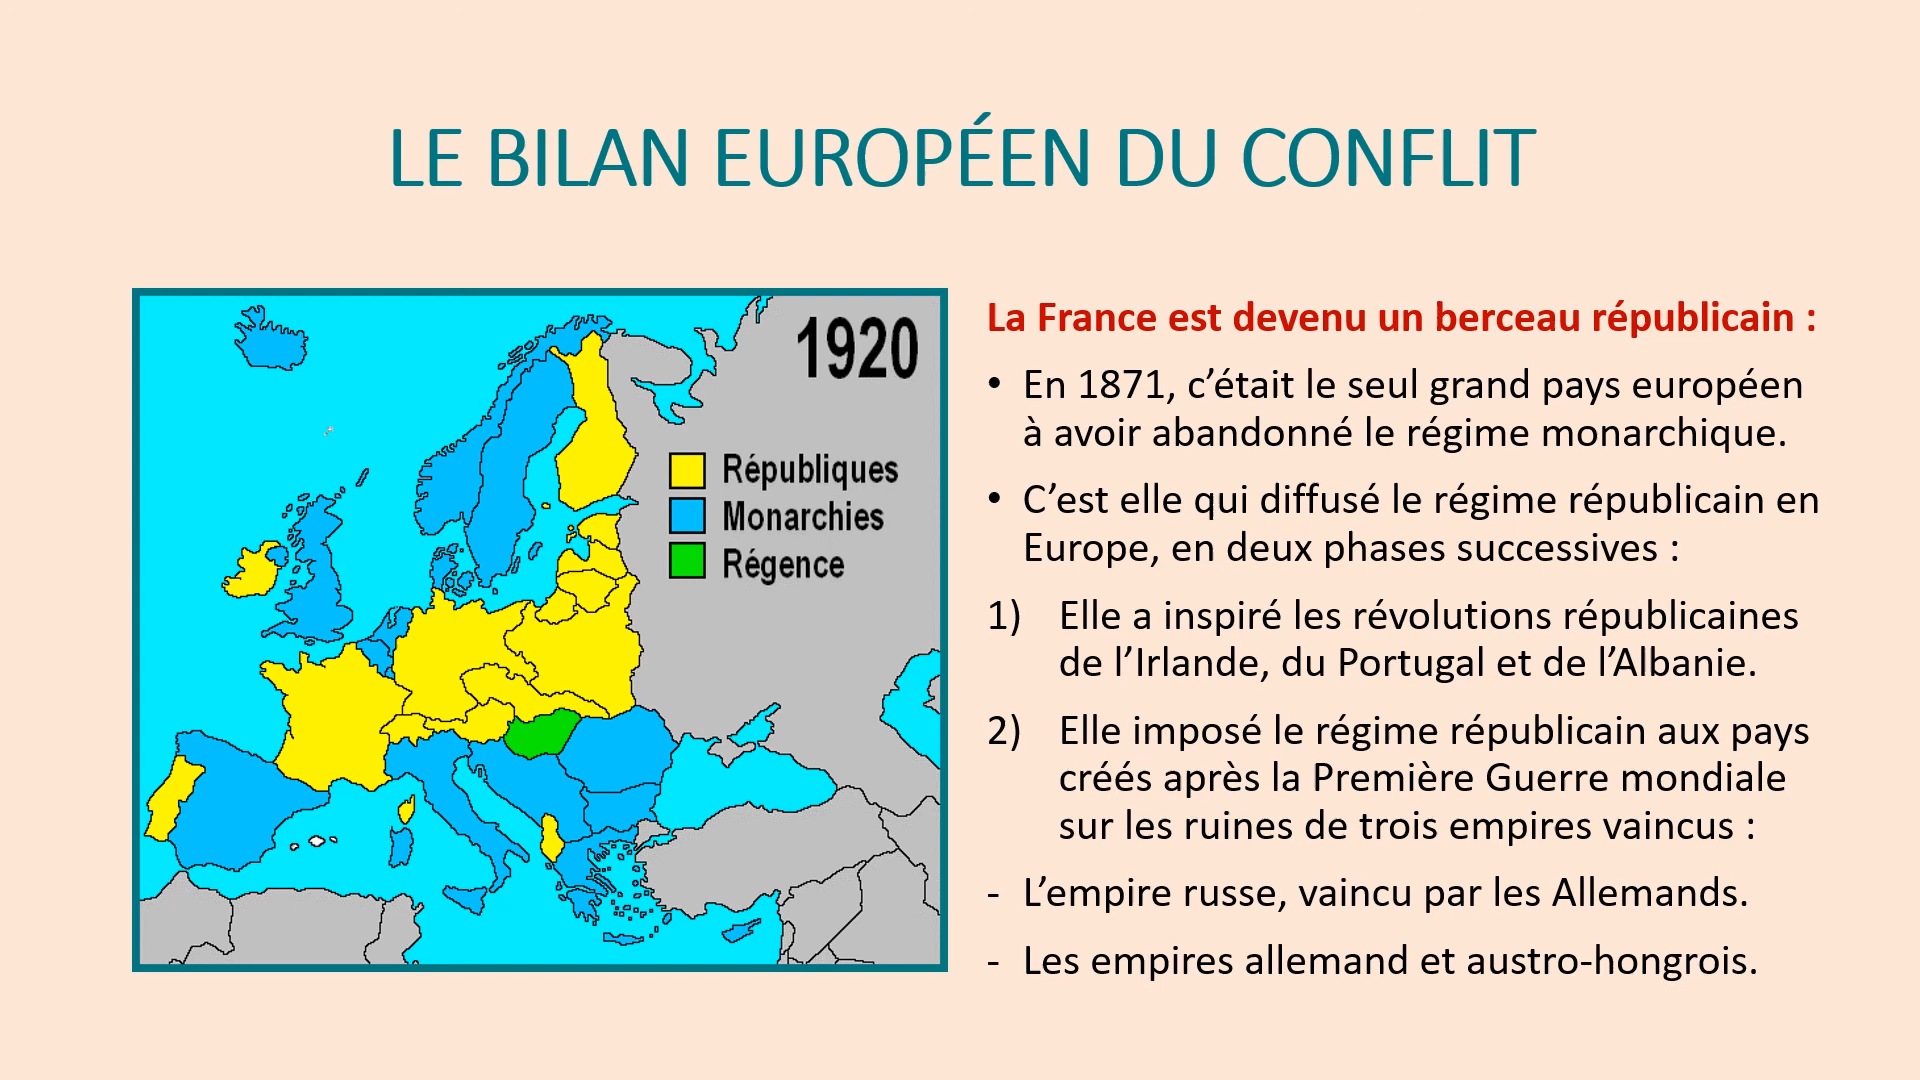 LE BILAN EUROPÉEN DU CONFLIT
1920
Républiques
Monarchies
Régence
La France est devenu un berceau républicain :
• En 1871, c’était le seul grand pays européen
à avoir abandonné le régime monarchique.
• C’est elle qui diffusé le régime républicain en
Europe, en deux phases successives :
1) Elle a inspiré les révolutions républicaines
de l’Irlande, du Portugal et de l’Albanie.
2) Elle imposé le régime républicain aux pays
créés après la Première Guerre mondiale
sur les ruines de trois empires vaincus :
- L’empire russe, vaincu par les Allemands.
- Les empires allemand et austro-hongrois.